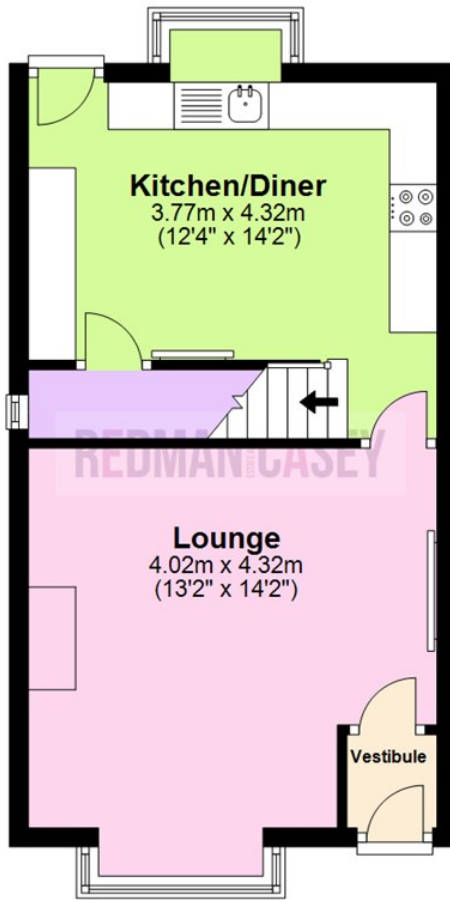 Kitchen/Diner
3.77m x 4.32m
(12'4" x 14'2")
REDMAN CASEY
Lounge
4.02m x 4.32m
(13'2" x 14'2")
Vestibule